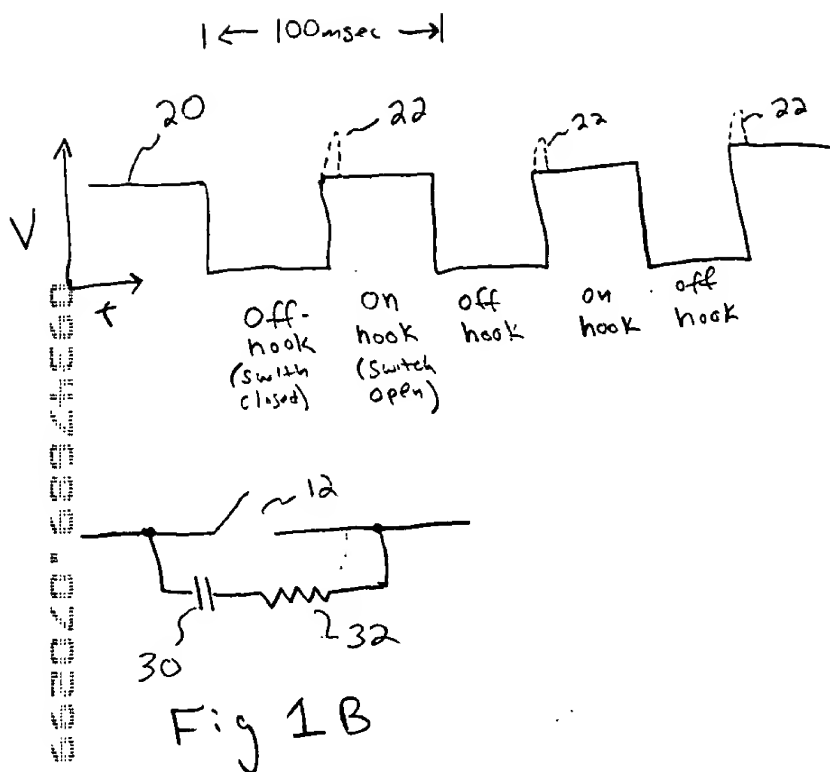 |← 100msec →|
20
22
22
22
V
t
off-
hook
(swith
closed)
on
hook
(switch
open)
off
hook
on
hook
off
hook
12
30
32
Fig 1B